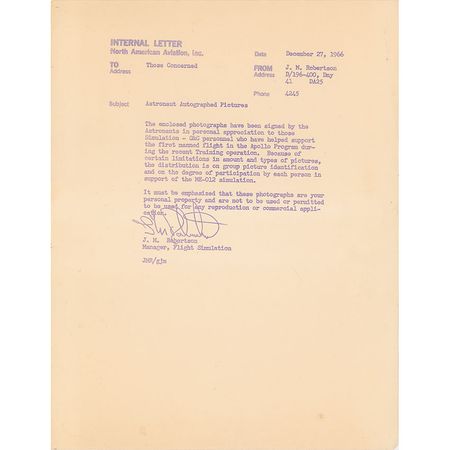 INTERNAL LETTER
North American Aviation, Inc.
Date December 27, 1966
TO Those Concerned
Address
FROM J. M. Robertson
Address D/196-400, Bay
41 DA25
Phone 4245
Subject Astronaut Autographed Pictures
The enclosed photographs have been signed by the
Astronauts in personal appreciation to those
Simulation - G&C personnel who have helped support
the first manned flight in the Apollo Program dur-
ing the recent Training operation. Because of
certain limitations in amount and types of pictures,
the distribution is on group picture identification
and on the degree of participation by each person in
support of the ME-012 simulation.
It must be emphasized that these photographs are your
personal property and are not to be used or permitted
to be used for any reproduction or commercial appli-
cation.
J. M. Robertson
Manager, Flight Simulation
JMR/gjm